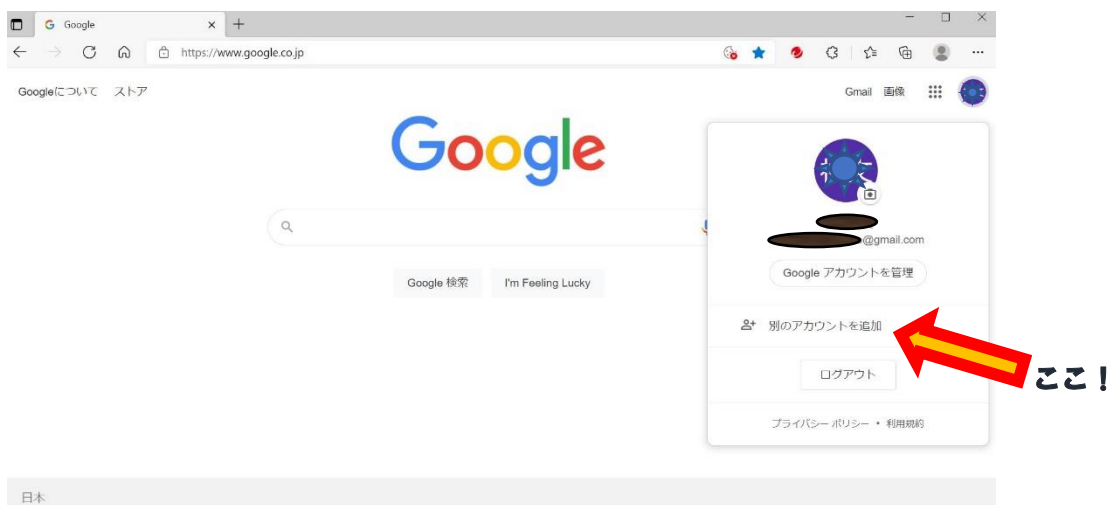 Google
https://www.google.co.jp
Googleについて ストア
Gmail 画像
Google
@gmail.com
Google アカウントを管理
Google 検索 I'm Feeling Lucky
別のアカウントを追加
ログアウト
ここ！
プライバシー ポリシー • 利用規約
日本